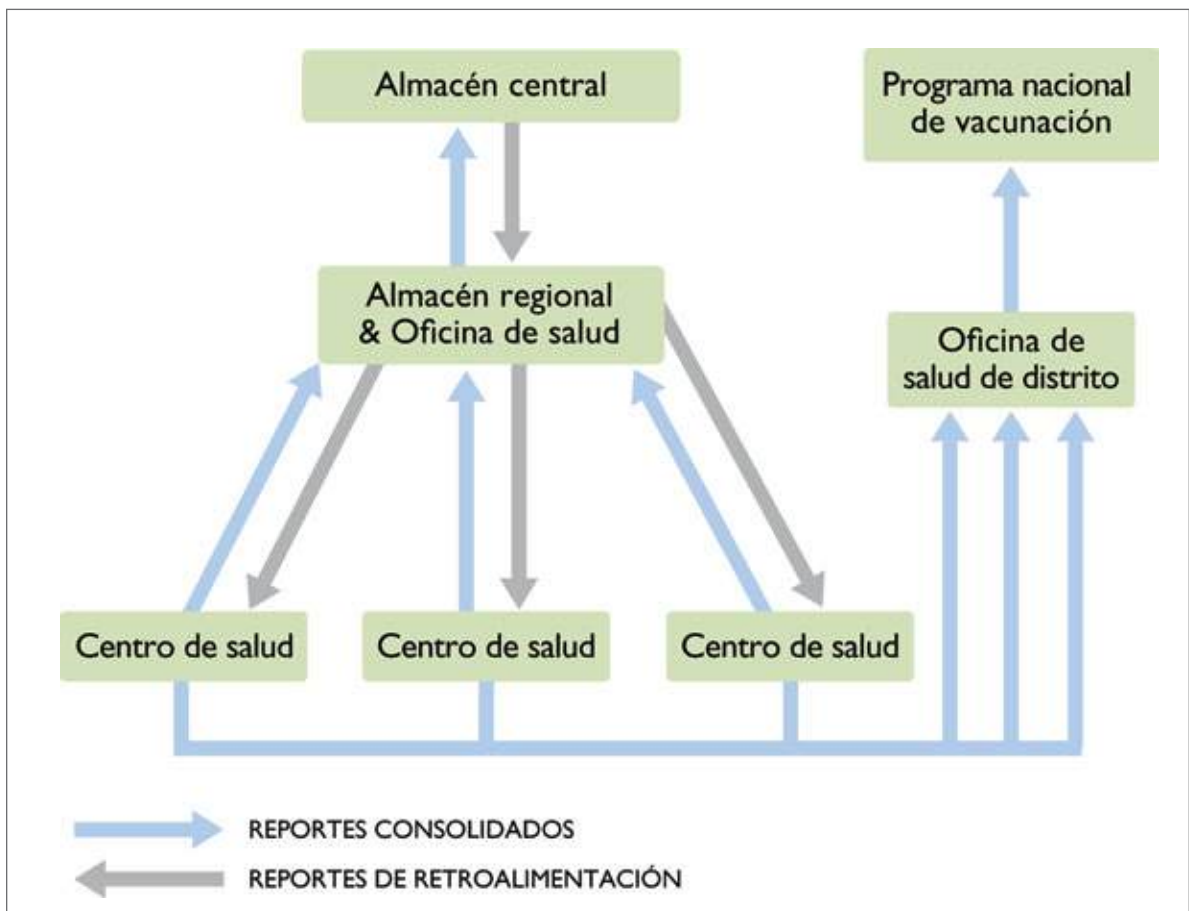 Almacén central
Programa nacional
de vacunación
Almacén regional
& Oficina de salud
Oficina de
salud de distrito
Centro de salud
Centro de salud
Centro de salud
REPORTES CONSOLIDADOS
REPORTES DE RETROALIMENTACIÓN